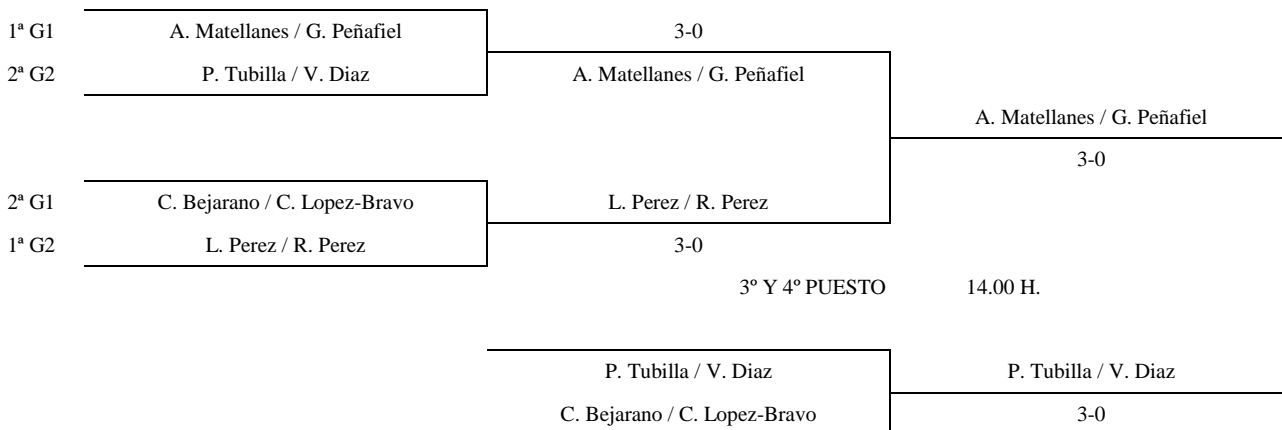 1ª G1 A. Matellanes / G. Peñafiel 3-0
2ª G2 P. Tubilla / V. Diaz A. Matellanes / G. Peñafiel
A. Matellanes / G. Peñafiel
3-0
2ª G1 C. Bejarano / C. Lopez-Bravo L. Perez / R. Perez
1ª G2 L. Perez / R. Perez 3-0
3º Y 4º PUESTO 14.00 H.
P. Tubilla / V. Diaz P. Tubilla / V. Diaz
C. Bejarano / C. Lopez-Bravo 3-0